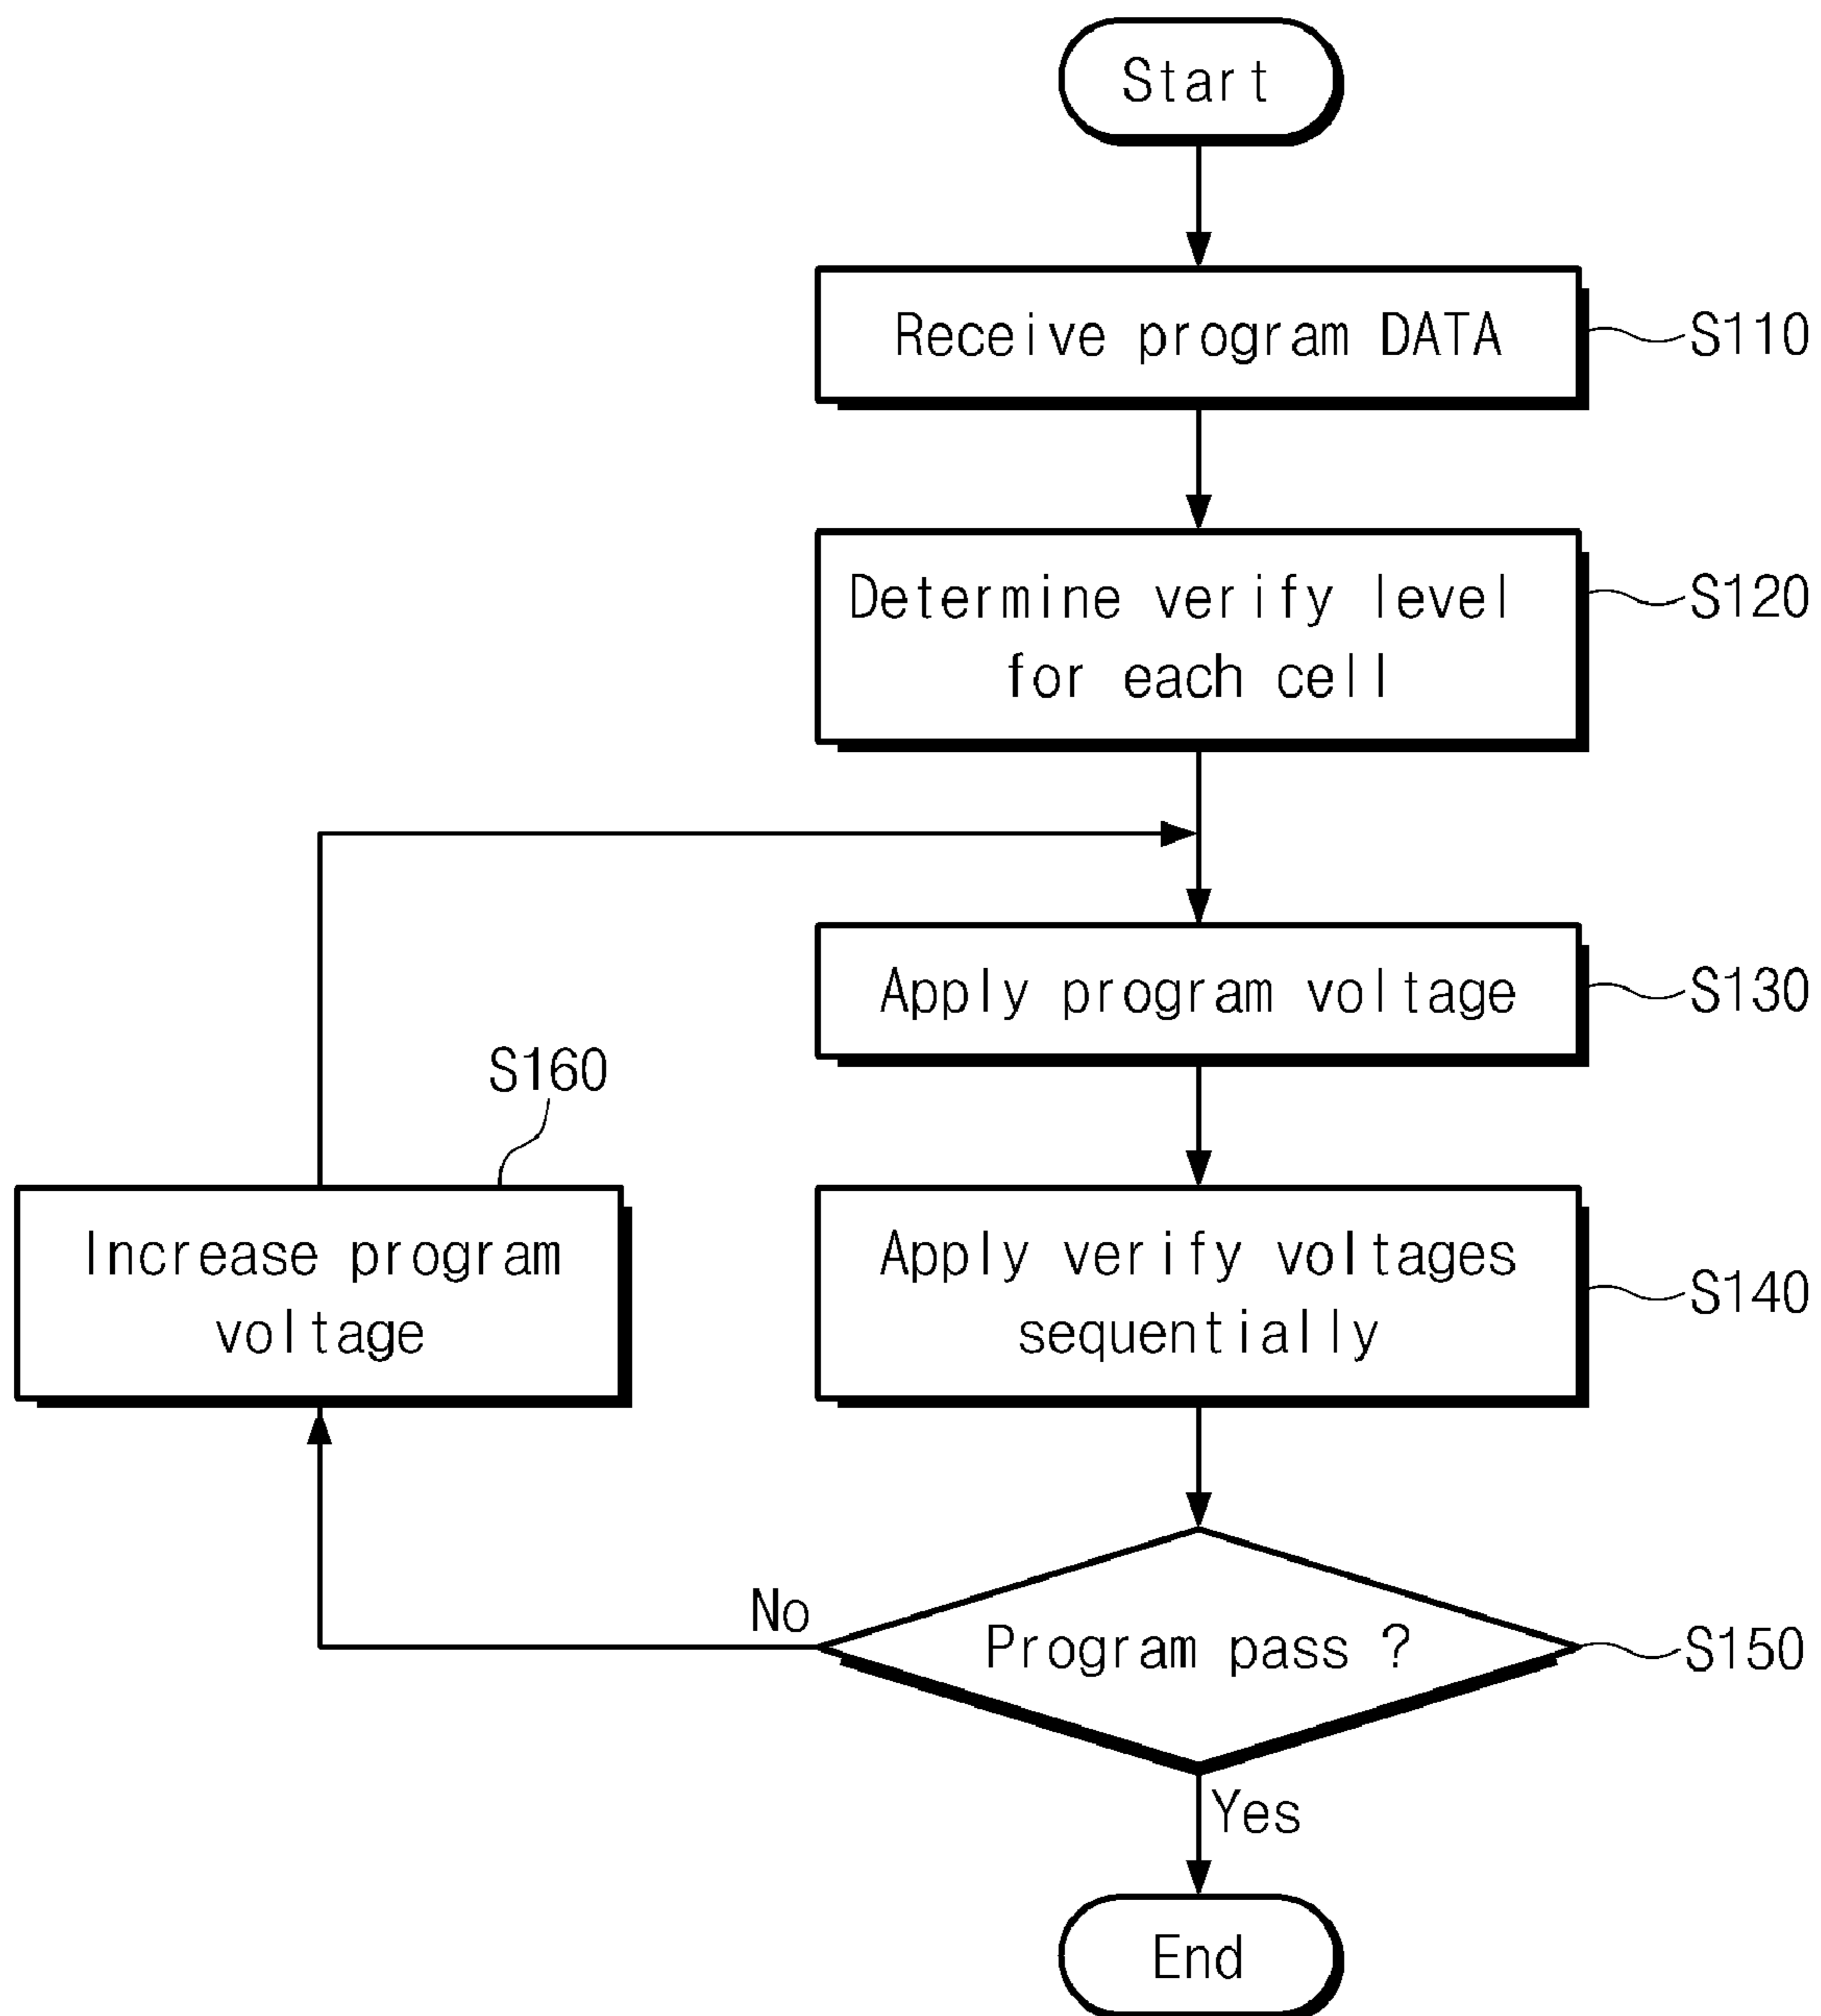 Start
Receive program DATA
S110
Determine verify level
for each cell
S120
Apply program voltage
S130
S160
Increase program
voltage
Apply verify voltages
sequentially
S140
No
Program pass ?
S150
Yes
End